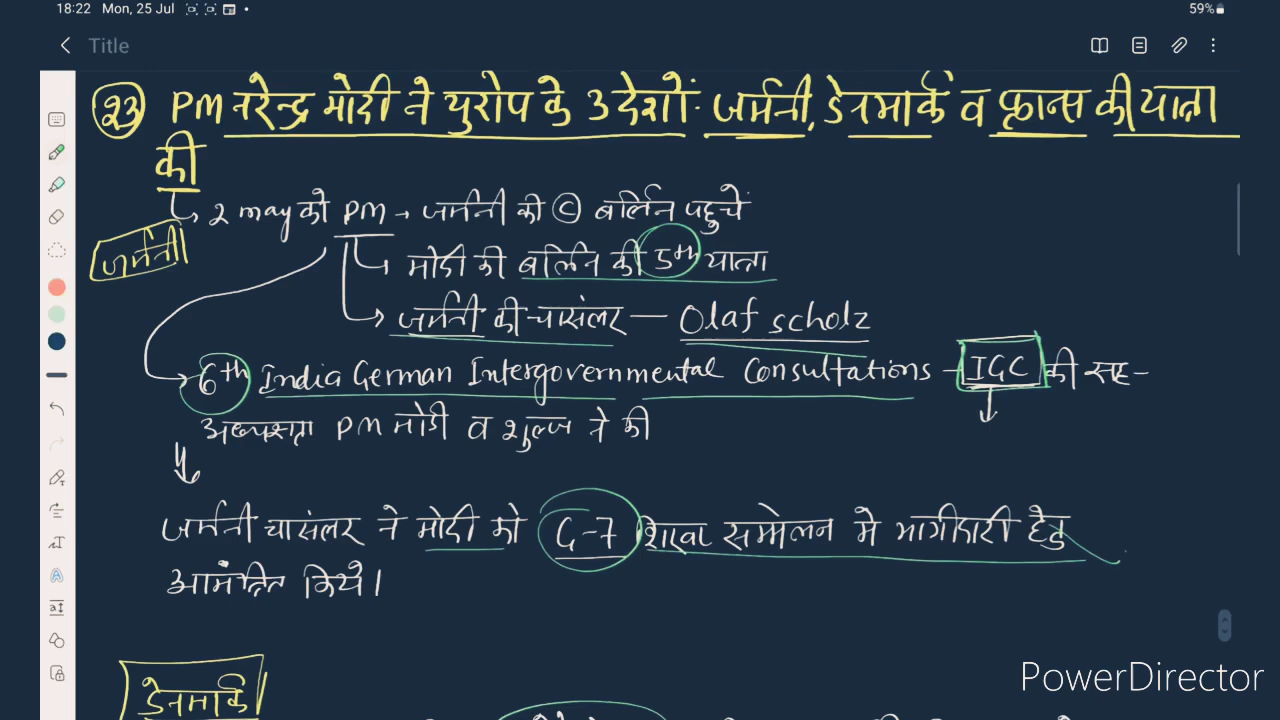 18:22 Mon, 25 Jul
59%
Title
23 PM नरेन्द्र मोदी ने युरोप के 3 देशों- जर्मनी, डेनमार्क व फ्रान्स की यात्रा
की
2 may को PM → जर्मनी की © बर्लिन पहुचें
जर्मनी
मोदी की बर्लिन की 5th यात्रा
जर्मनी की चासंलर — Olaf scholz
6th India German Intergovernmental Consultations - IGC की सह-
अध्यक्षता PM मोदी व शुल्ज ने की
जर्मनी चासंलर ने मोदी को G-7 शिखर सम्मेलन मे भागीदारी हेतु
आमंत्रित किये।
डेनमार्क
PowerDirector